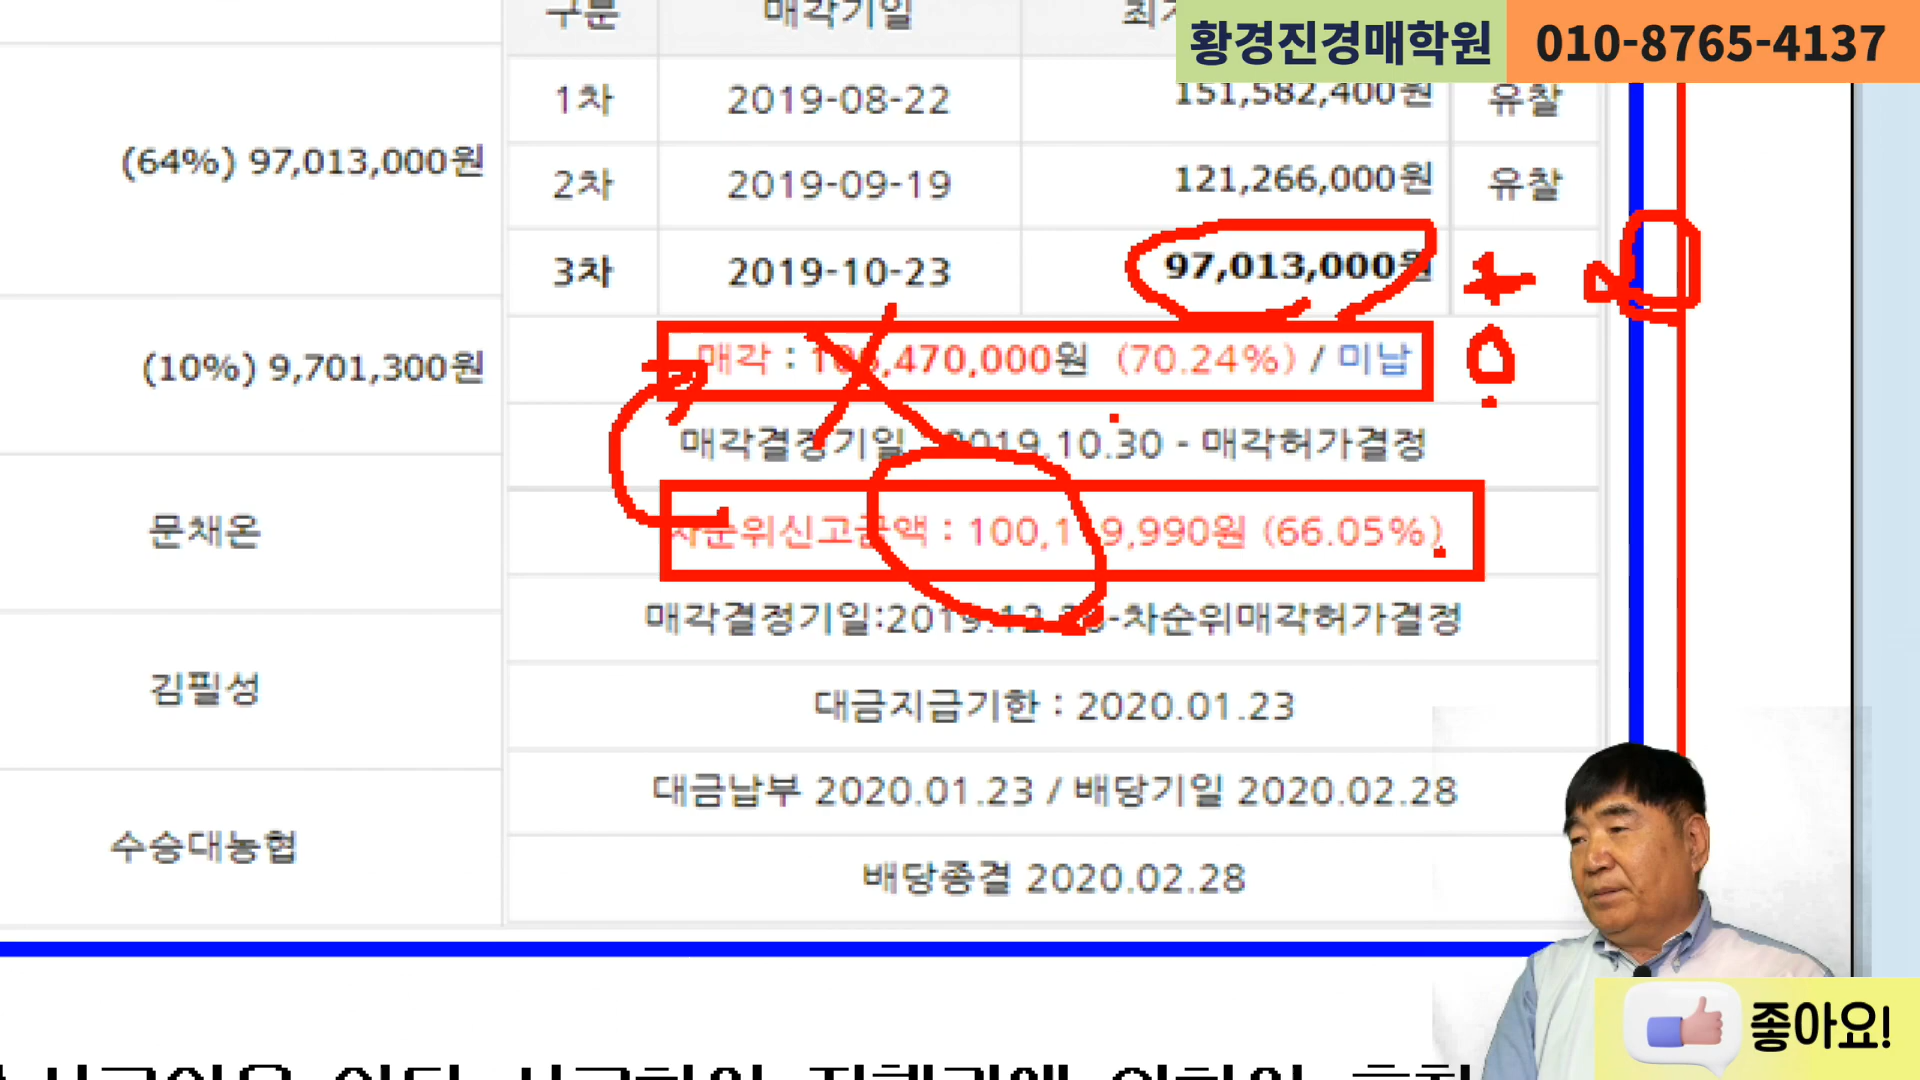 황경진경매학원 010-8765-4137
구분 매각기일
1차 2019-08-22 151,582,400원 유찰
(64%) 97,013,000원
2차 2019-09-19 121,266,000원 유찰
3차 2019-10-23 97,013,000원
(10%) 9,701,300원
매각 : 106,470,000원 (70.24%) / 미납
매각결정기일 2019.10.30 - 매각허가결정
문채온
차순위신고금액 : 100,119,990원 (66.05%)
매각결정기일:2019.12. -차순위매각허가결정
김필성
대금지급기한 : 2020.01.23
대금납부 2020.01.23 / 배당기일 2020.02.28
수승대농협
배당종결 2020.02.28
좋아요!